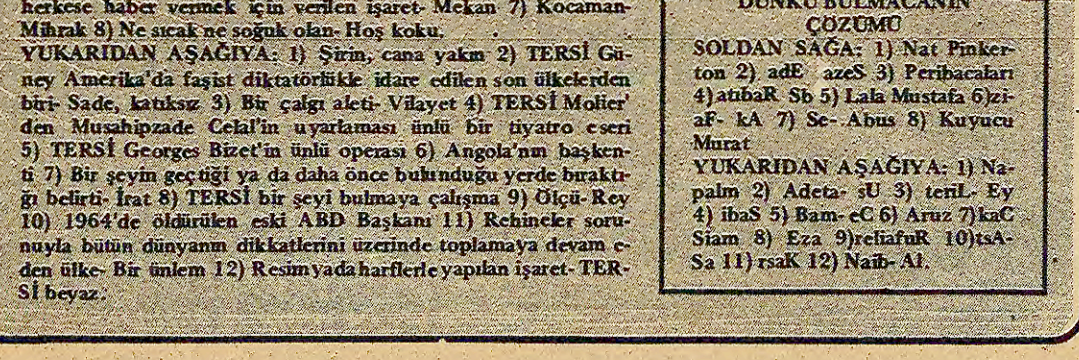 herkese haber vermek için verilen işaret- Mekan 7) Kocaman-
Mihrak 8) Ne sıcak ne soğuk olan- Hoş koku.
YUKARIDAN AŞAĞIYA: 1) Şirin, cana yakın 2) TERSİ Gü-
ney Amerika'da faşist diktatörlükle idare edilen son ülkelerden
biri- Sade, katıksız 3) Bir çalgı aleti- Vilayet 4) TERSİ Molier'
den Musahipzade Celal'in uyarlaması ünlü bir tiyatro eseri
5) TERSİ Georges Bizet'in ünlü operası 6) Angola'nın başken-
ti 7) Bir şeyin geçtiği ya da daha önce bulunduğu yerde bıraktı-
ğı belirti- İrat 8) TERSİ bir şeyi bulmaya çalışma 9) Ölçü- Rey
10) 1964'de öldürülen eski ABD Başkanı 11) Rehineler soru-
nuyla bütün dünyanın dikkatlerini üzerinde toplamaya devam e-
den ülke- Bir ünlem 12) Resim yada harflerle yapılan işaret- TER-
Sİ beyaz.
DÜNKÜ BULMACANIN
ÇÖZÜMÜ
SOLDAN SAĞA: 1) Nat Pinker-
ton 2) adE azeS 3) Peribacaları
4) atıbaR Sb 5) Lala Mustafa 6)zi-
aF- kA 7) Se- Abus 8) Kuyucu
Murat
YUKARIDAN AŞAĞIYA: 1) Na-
palm 2) Adeta- sU 3) teriL- Ey
4) ibaS 5) Bam- eC 6) Aruz 7)kaC
Siam 8) Eza 9)reliafuR 10)tsA-
Sa 11) rsaK 12) Naib- Al.